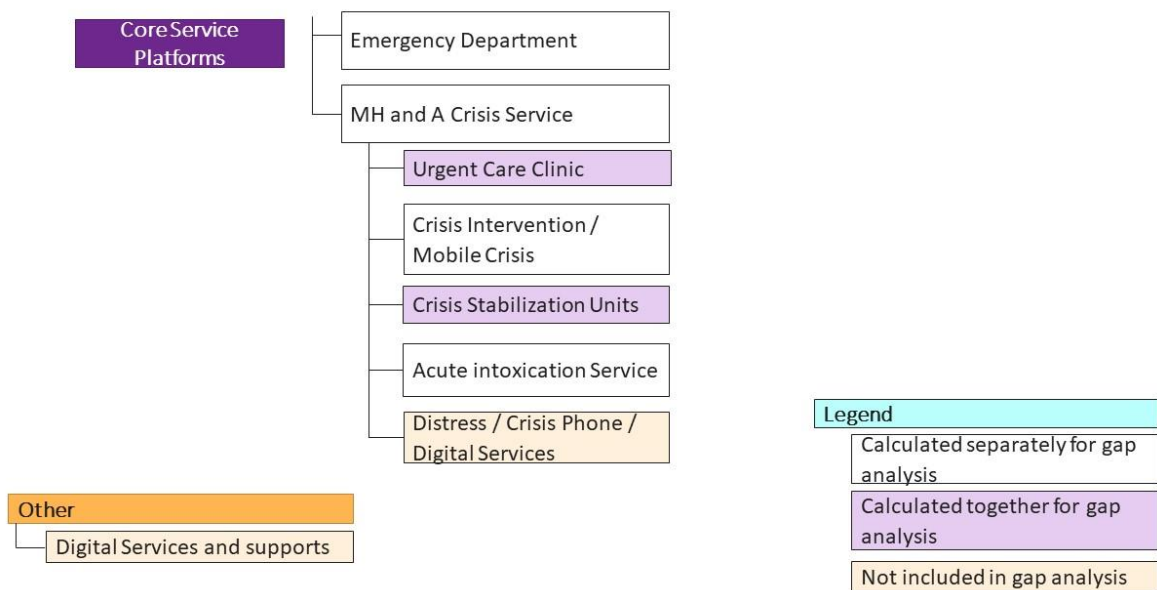 Core Service
Platforms
Emergency Department
MH and A Crisis Service
Urgent Care Clinic
Crisis Intervention /
Mobile Crisis
Crisis Stabilization Units
Acute intoxication Service
Distress / Crisis Phone /
Digital Services
Other
Digital Services and supports
Legend
Calculated separately for gap
analysis
Calculated together for gap
analysis
Not included in gap analysis